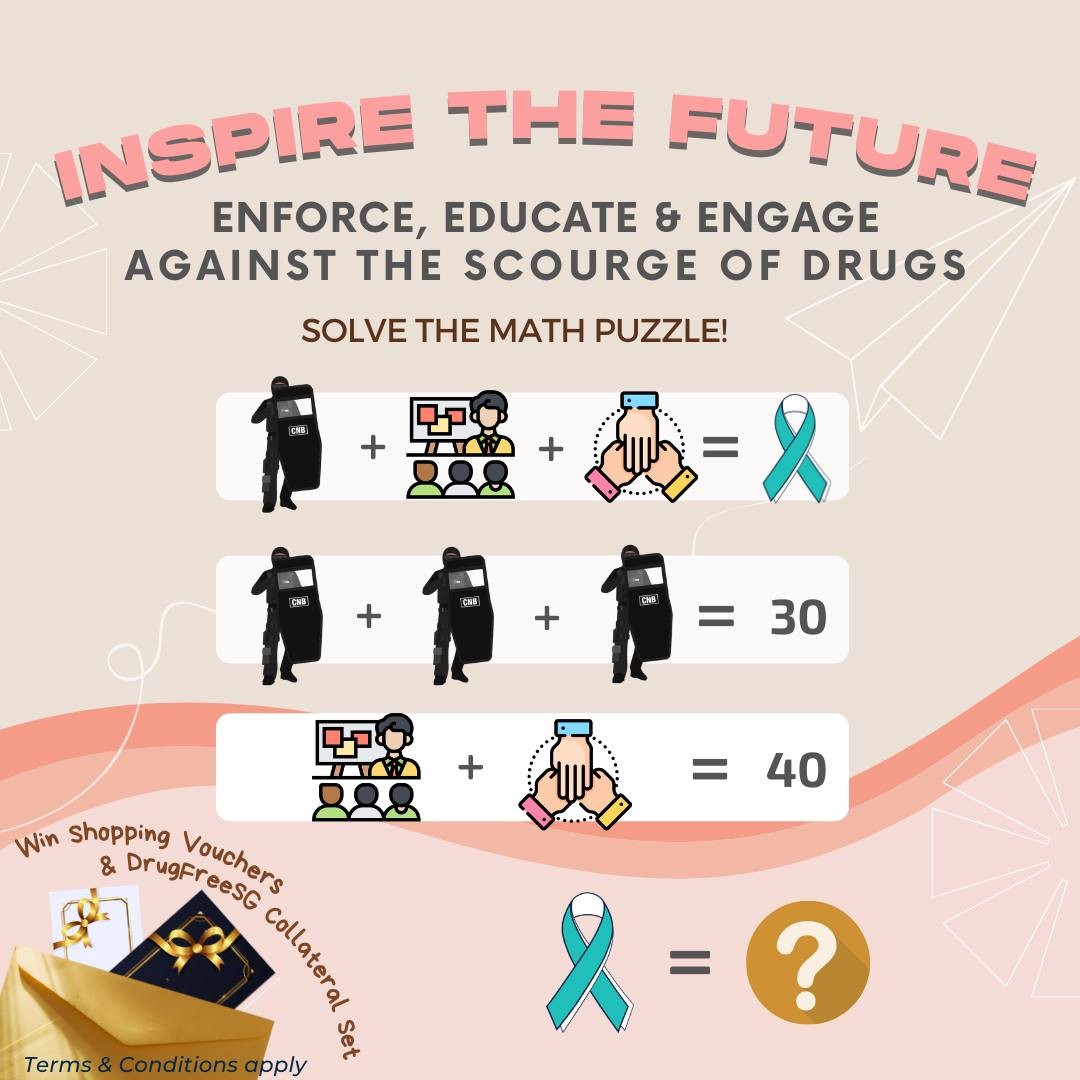 INSPIRE THE FUTURE
ENFORCE, EDUCATE & ENGAGE
AGAINST THE SCOURGE OF DRUGS
SOLVE THE MATH PUZZLE!
CNB + + =
CNB + CNB + CNB = 30
+ = 40
Win Shopping Vouchers
& DrugFreeSG Collateral Set
= ?
Terms & Conditions apply